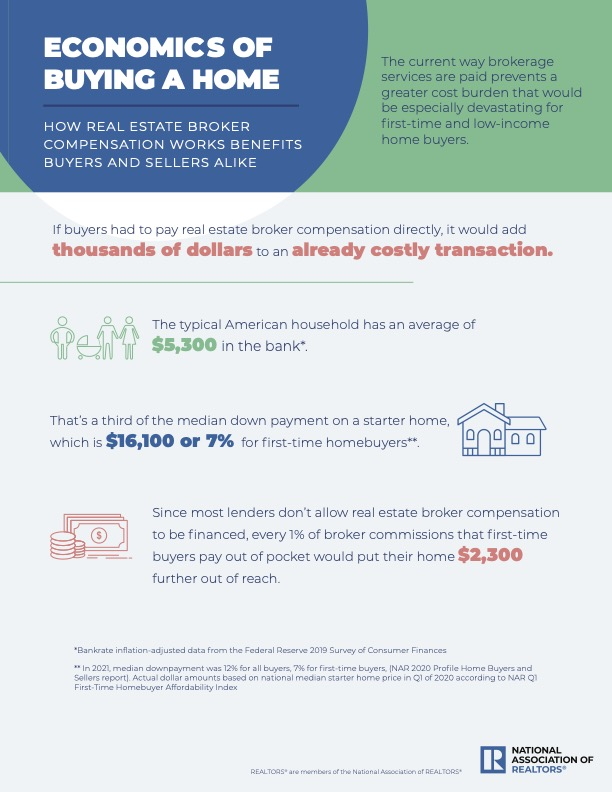 ECONOMICS OF
BUYING A HOME
HOW REAL ESTATE BROKER
COMPENSATION WORKS BENEFITS
BUYERS AND SELLERS ALIKE
The current way brokerage
services are paid prevents a
greater cost burden that would
be especially devastating for
first-time and low-income
home buyers.
If buyers had to pay real estate broker compensation directly, it would add
thousands of dollars to an already costly transaction.
The typical American household has an average of
$5,300 in the bank*.
That's a third of the median down payment on a starter home,
which is $16,100 or 7% for first-time homebuyers**.
$
Since most lenders don't allow real estate broker compensation
to be financed, every 1% of broker commissions that first-time
buyers pay out of pocket would put their home $2,300
further out of reach.
*Bankrate inflation-adjusted data from the Federal Reserve 2019 Survey of Consumer Finances
** In 2021, median downpayment was 12% for all buyers, 7% for first-time buyers, (NAR 2020 Profile Home Buyers and
Sellers report). Actual dollar amounts based on national median starter home price in Q1 of 2020 according to NAR Q1
First-Time Homebuyer Affordability Index
REALTORS® are members of the National Association of REALTORS®
R
NATIONAL
ASSOCIATION OF
REALTORS®